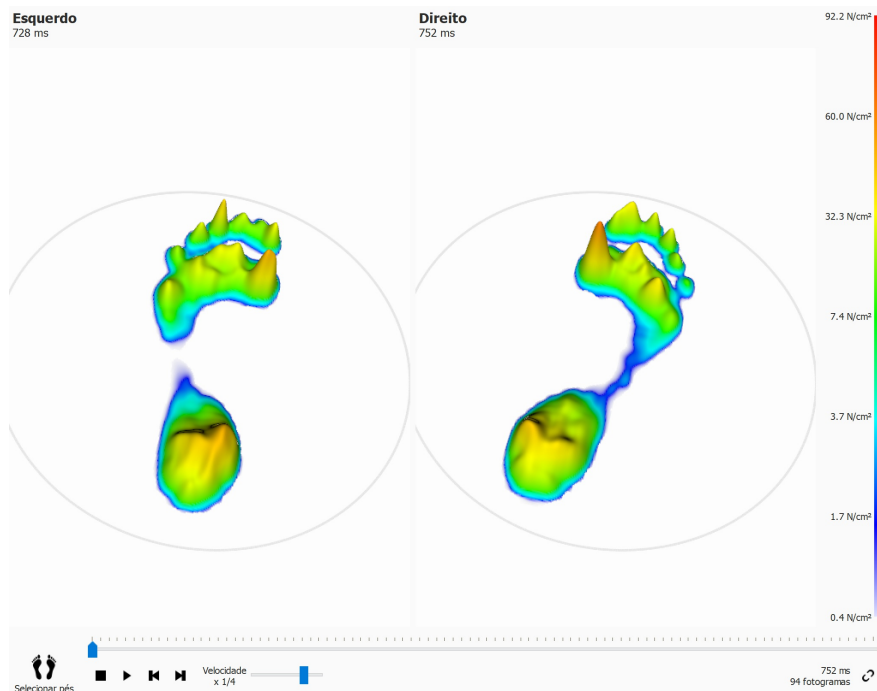 Esquerdo
728 ms
Direito
752 ms
92.2 N/cm²
60.0 N/cm²
32.3 N/cm²
7.4 N/cm²
3.7 N/cm²
1.7 N/cm²
0.4 N/cm²
Selecionar pés
Velocidade
x 1/4
752 ms
94 fotogramas